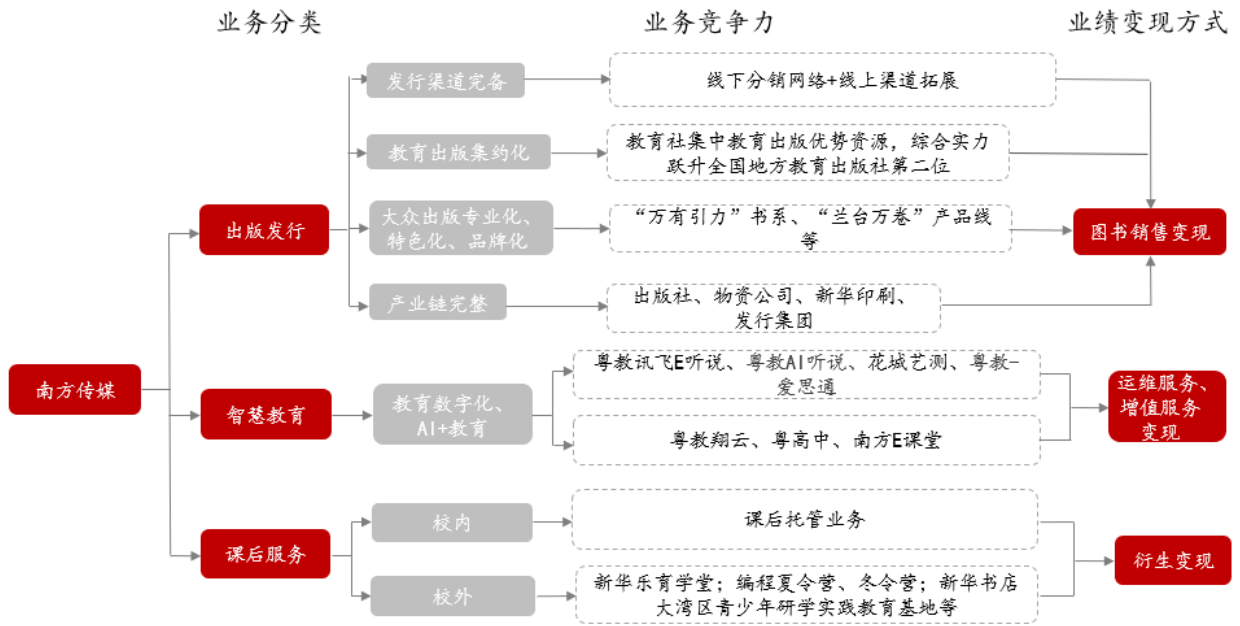 业务分类
业务竞争力
业绩变现方式
发行渠道完备
线下分销网络+线上渠道拓展
教育出版集约化
教育社集中教育出版优势资源，综合实力
跃升全国地方教育出版社第二位
出版发行
大众出版专业化、
特色化、品牌化
“万有引力”书系、“兰台万卷”产品线
等
图书销售变现
产业链完整
出版社、物资公司、新华印刷、
发行集团
南方传媒
智慧教育
教育数字化、
AI+教育
粤教讯飞E听说、粤教AI听说、花城艺测、粤教-
爱思通
粤教翔云、粤高中、南方E课堂
运维服务、
增值服务
变现
课后服务
校内
课后托管业务
校外
新华乐育学堂；编程夏令营、冬令营；新华书店
大湾区青少年研学实践教育基地等
衍生变现